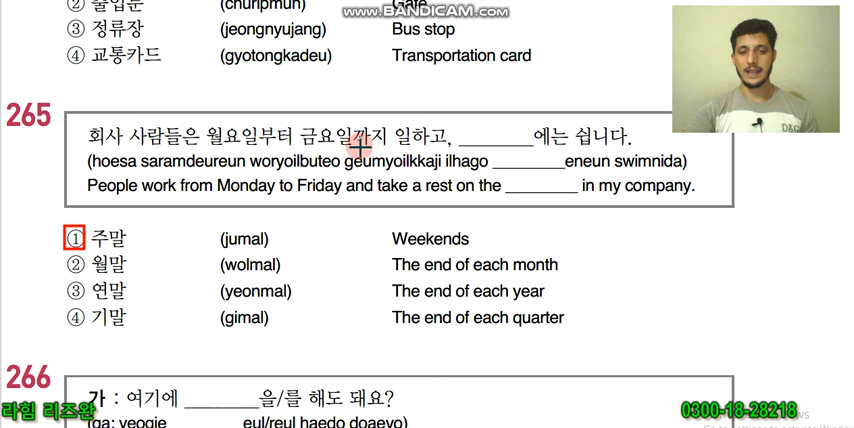 WWW.BANDICAM.COM
② 출입문 (churipmun) Gate
③ 정류장 (jeongnyujang) Bus stop
④ 교통카드 (gyotongkadeu) Transportation card
265
회사 사람들은 월요일부터 금요일까지 일하고, ________에는 쉽니다.
(hoesa saramdeureun woryoilbuteo geumyoilkkaji ilhago ________eneun swimnida)
People work from Monday to Friday and take a rest on the ________ in my company.
① 주말 (jumal) Weekends
② 월말 (wolmal) The end of each month
③ 연말 (yeonmal) The end of each year
④ 기말 (gimal) The end of each quarter
266
가 : 여기에 ________을/를 해도 돼요?
라힘 리즈완
0300-18-28218
(ga: yeogie ________ eul/reul haedo doaeyo)